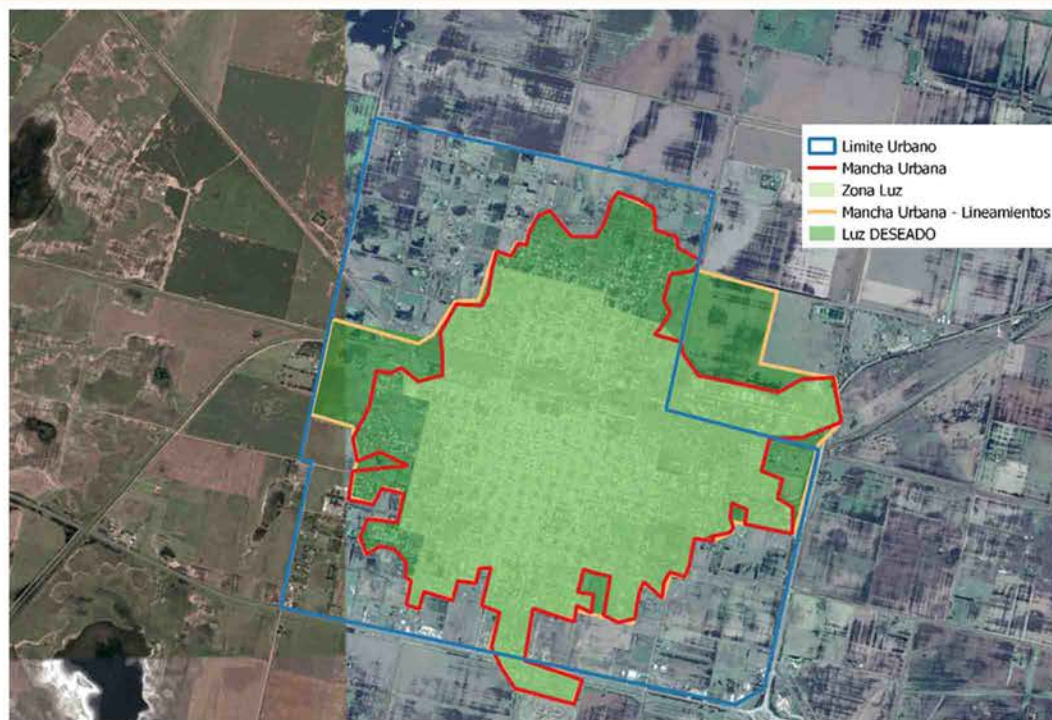 Limite Urbano
Mancha Urbana
Zona Luz
Mancha Urbana - Lineamientos
Luz DESEADO